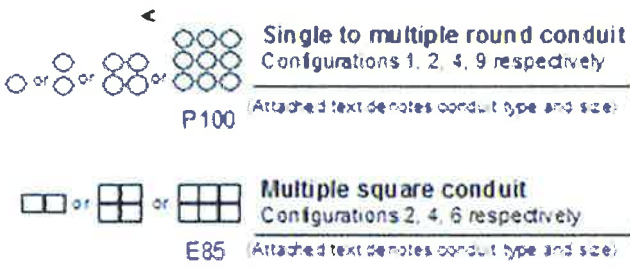 Single to multiple round conduit
or or or
Configurations 1, 2, 4, 9 respectively
P100
(Attached text denotes conduit type and size)
Multiple square conduit
or or
Configurations 2, 4, 6 respectively
E85
(Attached text denotes conduit type and size)